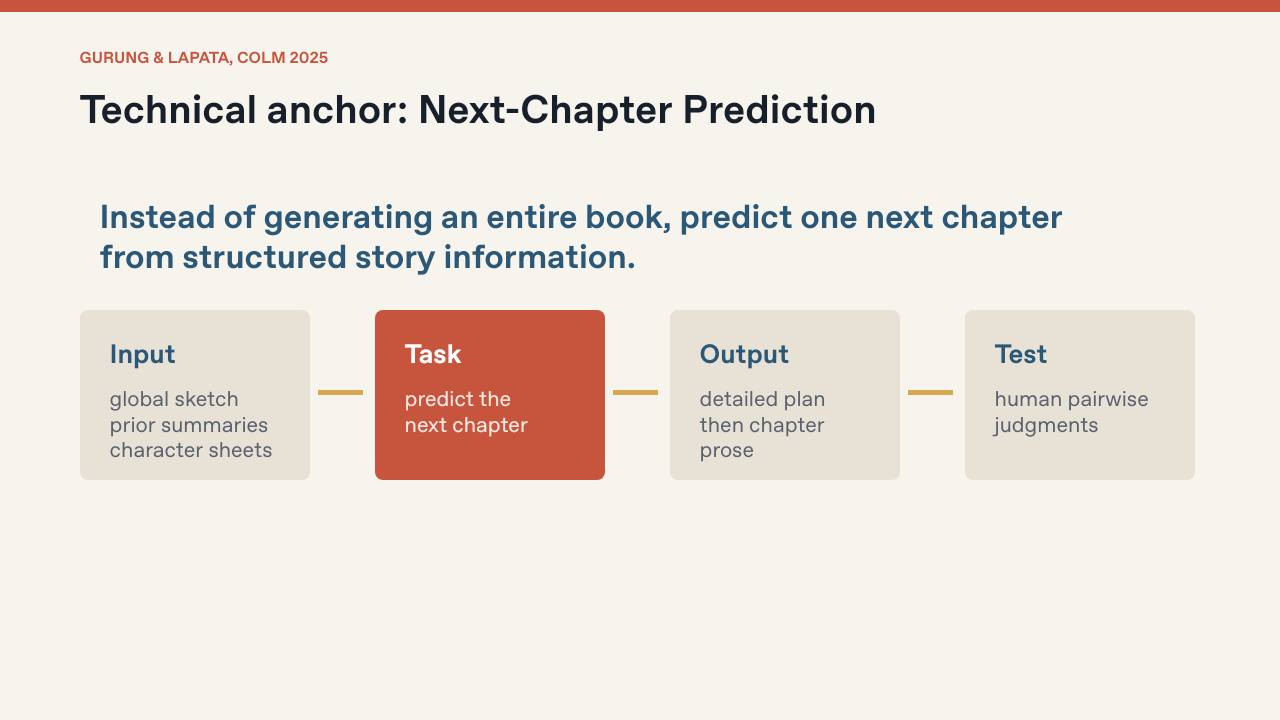 GURUNG & LAPATA, COLM 2025
Technical anchor: Next-Chapter Prediction
Instead of generating an entire book, predict one next chapter
from structured story information.
Input
global sketch
prior summaries
character sheets
Task
predict the
next chapter
Output
detailed plan
then chapter
prose
Test
human pairwise
judgments